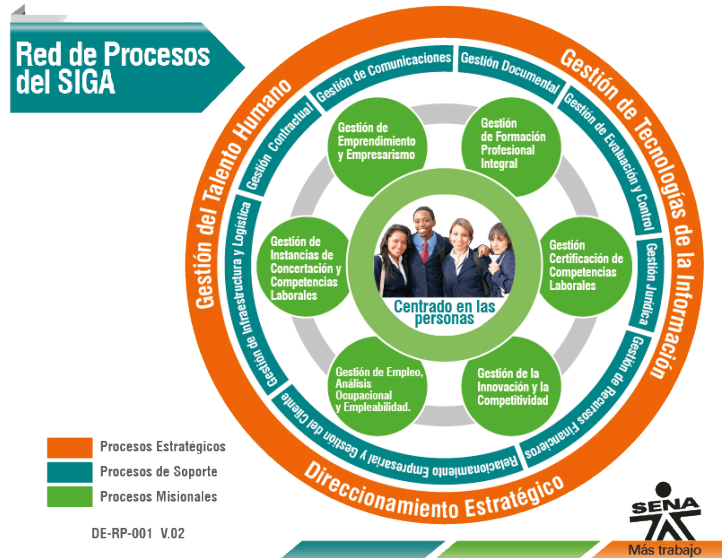 Red de Procesos
del SIGA
Gestión del Talento Humano
Gestión de Tecnologías de la Información
Direccionamiento Estratégico
Gestión de Comunicaciones
Gestión Documental
Gestión de Evaluación y Control
Gestión Jurídica
Gestión de Recursos Financieros
Relacionamiento Empresarial y Gestión del Cliente
Gestión de Infraestructura y Logística
Gestión Contractual
Gestión de
Emprendimiento
y Empresarismo
Gestión
de Formación
Profesional
Integral
Gestión de
Instancias de
Concertación y
Competencias
Laborales
Gestión
Certificación de
Competencias
Laborales
Centrado en las
personas
Gestión de Empleo,
Análisis
Ocupacional
y Empleabilidad.
Gestión de la
Innovación y la
Competitividad
Procesos Estratégicos
Procesos de Soporte
Procesos Misionales
DE-RP-001 V.02
SENA
Más trabajo